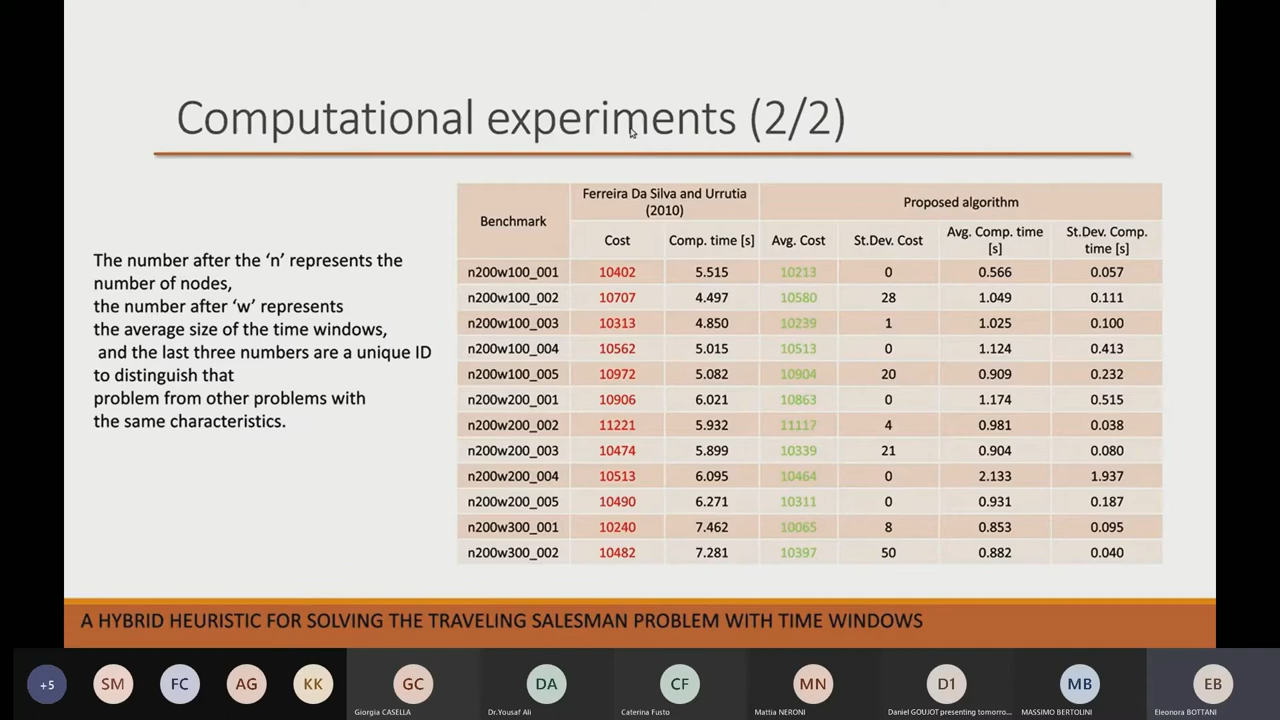 Computational experiments (2/2)
The number after the ‘n’ represents the
number of nodes,
the number after ‘w’ represents
the average size of the time windows,
and the last three numbers are a unique ID
to distinguish that
problem from other problems with
the same characteristics.
Benchmark
Ferreira Da Silva and Urrutia
(2010)
Proposed algorithm
Cost Comp. time [s] Avg. Cost St.Dev. Cost Avg. Comp. time
[s] St.Dev. Comp.
time [s]
n200w100_001 10402 5.515 10213 0 0.566 0.057
n200w100_002 10707 4.497 10580 28 1.049 0.111
n200w100_003 10313 4.850 10239 1 1.025 0.100
n200w100_004 10562 5.015 10513 0 1.124 0.413
n200w100_005 10972 5.082 10904 20 0.909 0.232
n200w200_001 10906 6.021 10863 0 1.174 0.515
n200w200_002 11221 5.932 11117 4 0.981 0.038
n200w200_003 10474 5.899 10339 21 0.904 0.080
n200w200_004 10513 6.095 10464 0 2.133 1.937
n200w200_005 10490 6.271 10311 0 0.931 0.187
n200w300_001 10240 7.462 10065 8 0.853 0.095
n200w300_002 10482 7.281 10397 50 0.882 0.040
A HYBRID HEURISTIC FOR SOLVING THE TRAVELING SALESMAN PROBLEM WITH TIME WINDOWS
+5 SM FC AG KK GC DA CF MN D1 MB EB
Giorgia CASELLA Dr.Yousaf Ali Caterina Fusto Mattia NERONI Daniel GOUJOT presenting tomorro... MASSIMO BERTOLINI Eleonora BOTTANI